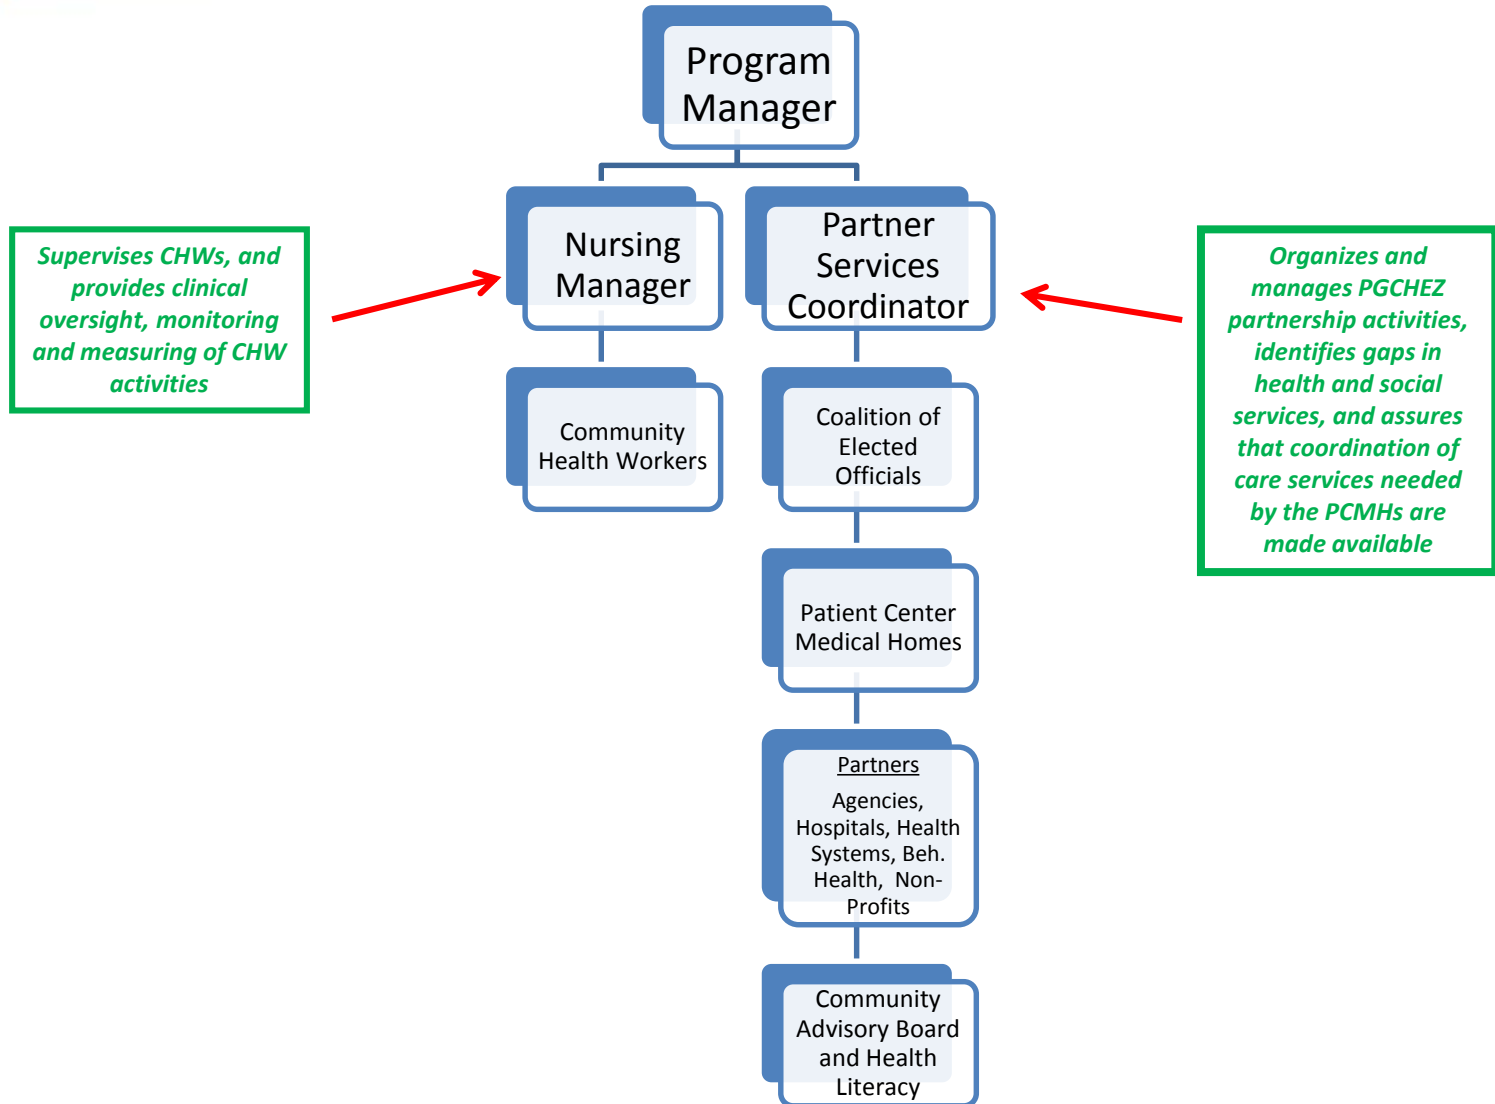 Program
Manager
Nursing
Manager
Partner
Services
Coordinator
Supervises CHWs, and
provides clinical
oversight, monitoring
and measuring of CHW
activities
Organizes and
manages PGCHEZ
partnership activities,
identifies gaps in
health and social
services, and assures
that coordination of
care services needed
by the PCMHs are
made available
Community
Health Workers
Coalition of
Elected
Officials
Patient Center
Medical Homes
Partners
Agencies,
Hospitals, Health
Systems, Beh.
Health, Non-
Profits
Community
Advisory Board
and Health
Literacy